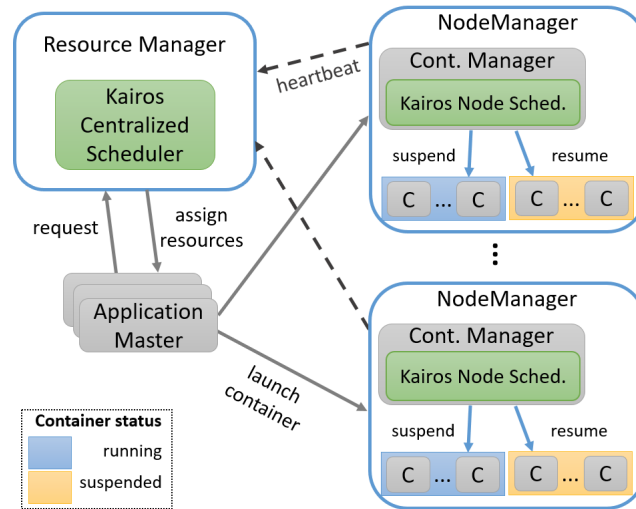 Resource Manager
Kairos
Centralized
Scheduler
heartbeat
request
assign
resources
Application
Master
launch
container
NodeManager
Cont. Manager
Kairos Node Sched.
suspend
resume
C ... C
C ... C
...
NodeManager
Cont. Manager
Kairos Node Sched.
suspend
resume
C ... C
C ... C
Container status
running
suspended